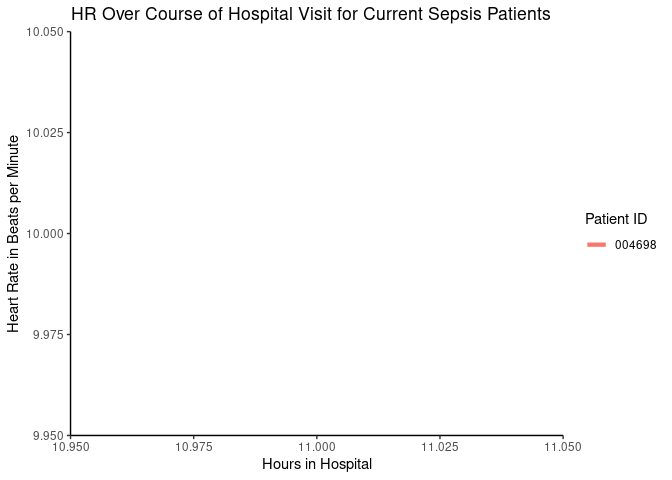 HR Over Course of Hospital Visit for Current Sepsis Patients
Heart Rate in Beats per Minute
10.050
10.025
10.000
9.975
9.950
10.950 10.975 11.000 11.025 11.050
Hours in Hospital
Patient ID
004698